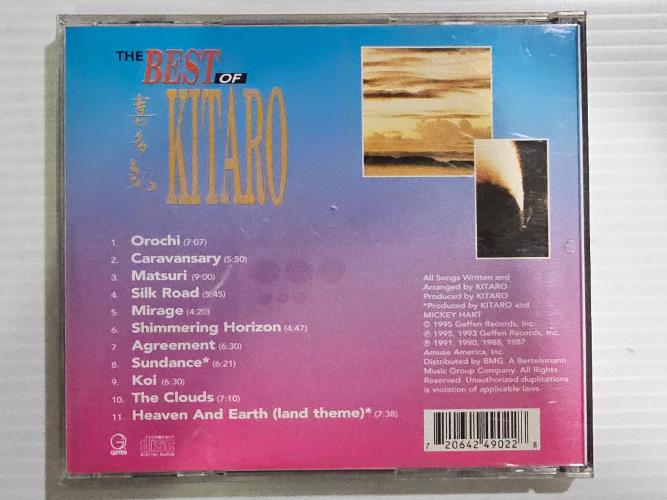 THE BEST OF
KITARO
1. Orochi (7:07)
2. Caravansary (5:50)
3. Matsuri (9:00)
4. Silk Road (5:45)
5. Mirage (4:20)
6. Shimmering Horizon (4:47)
7. Agreement (6:30)
8. Sundance* (6:21)
9. Koi (6:30)
10. The Clouds (7:10)
11. Heaven And Earth (land theme)* (7:38)
All Songs Written and
Arranged by KITARO
Produced by KITARO
*Produced by KITARO and
MICKEY HART
© 1995 Geffen Records, Inc.
℗ 1995, 1993 Geffen Records, Inc.
℗ 1991, 1990, 1988, 1987
Amuse America, Inc.
Distributed by BMG. A Bertelsmann
Music Group Company. All Rights
Reserved. Unauthorized duplications
is violation of applicable laws.
GEFFEN
COMPACT
disc
DIGITAL AUDIO
7 20642 49022 8